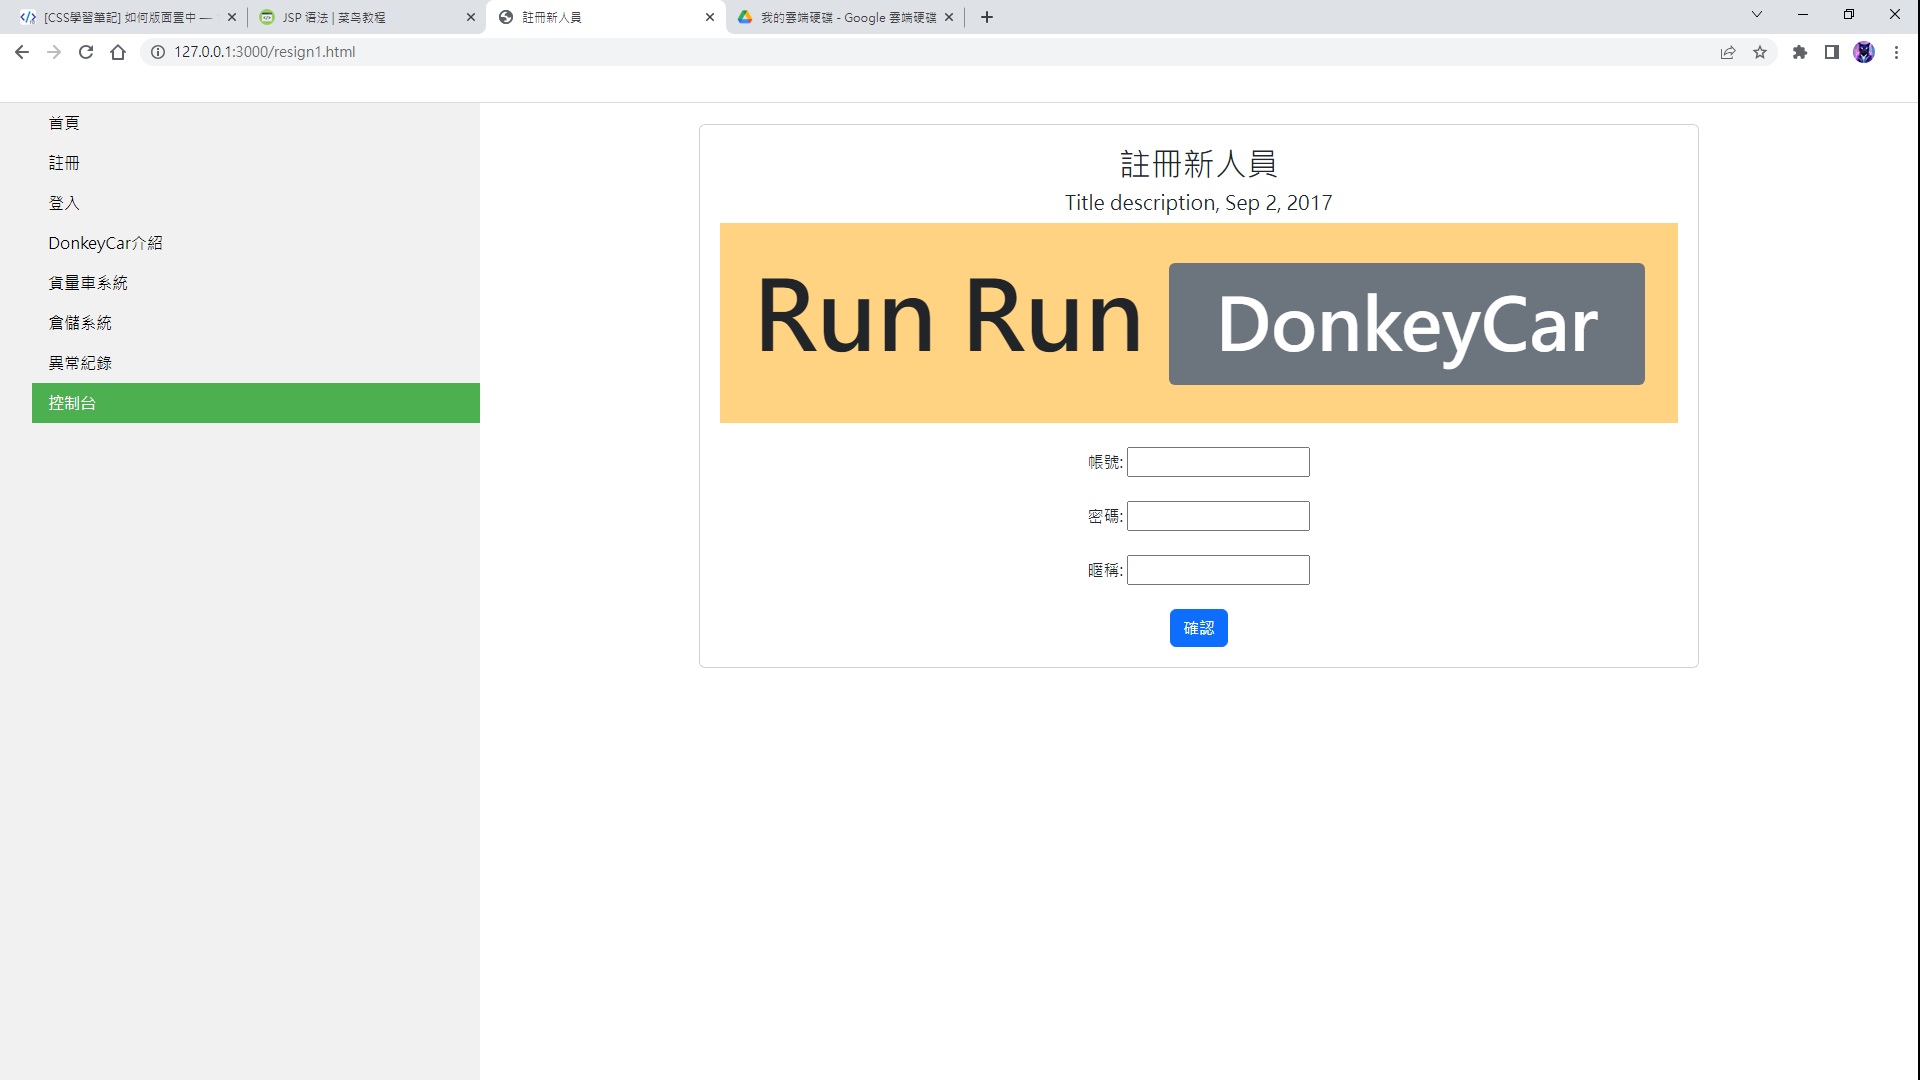 [CSS學習筆記] 如何版面置中 —
JSP 语法 | 菜鸟教程
註冊新人員
我的雲端硬碟 - Google 雲端硬碟
127.0.0.1:3000/resign1.html
首頁
註冊
登入
DonkeyCar介紹
貨量車系統
倉儲系統
異常紀錄
控制台
註冊新人員
Title description, Sep 2, 2017
Run Run DonkeyCar
帳號:
密碼:
暱稱:
確認